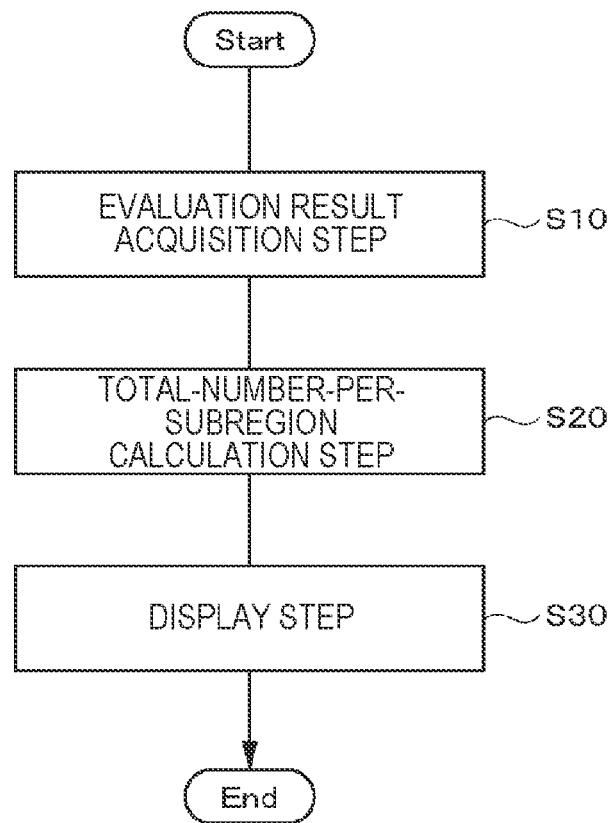 Start
EVALUATION RESULT
ACQUISITION STEP
S10
TOTAL-NUMBER-PER-
SUBREGION
CALCULATION STEP
S20
DISPLAY STEP
S30
End